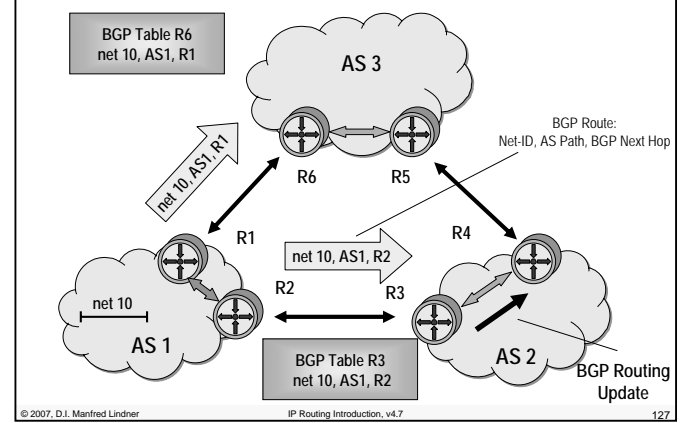 BGP Table R6
net 10, AS1, R1
AS 3
BGP Route:
Net-ID, AS Path, BGP Next Hop
net 10, AS1, R1
R6
R5
R1
R4
net 10, AS1, R2
R2
R3
net 10
AS 1
AS 2
BGP Table R3
net 10, AS1, R2
BGP Routing
Update
© 2007, D.I. Manfred Lindner
IP Routing Introduction, v4.7
127